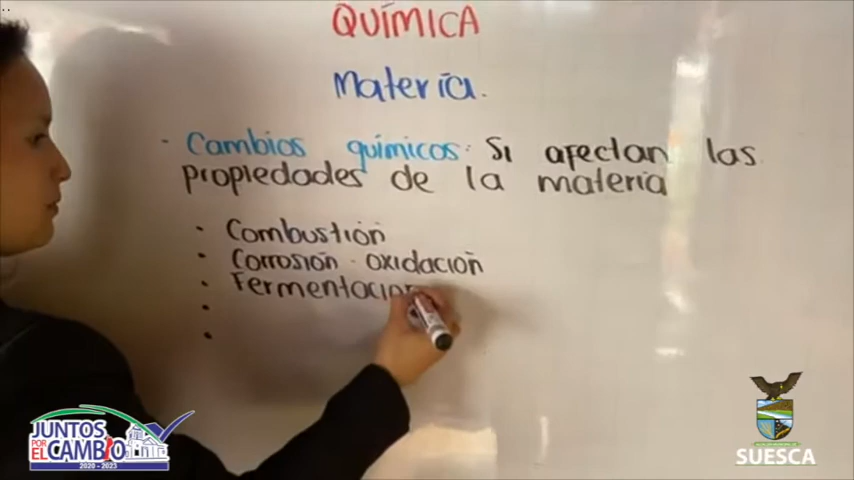 QUÍMICA
Materia.
- Cambios químicos: Si afectan las
propiedades de la materia
• Combustión
• Corrosión - oxidación
• Fermentacion
•
•
JUNTOS
POR
EL CAMBIO
2020 - 2023
SUESCA